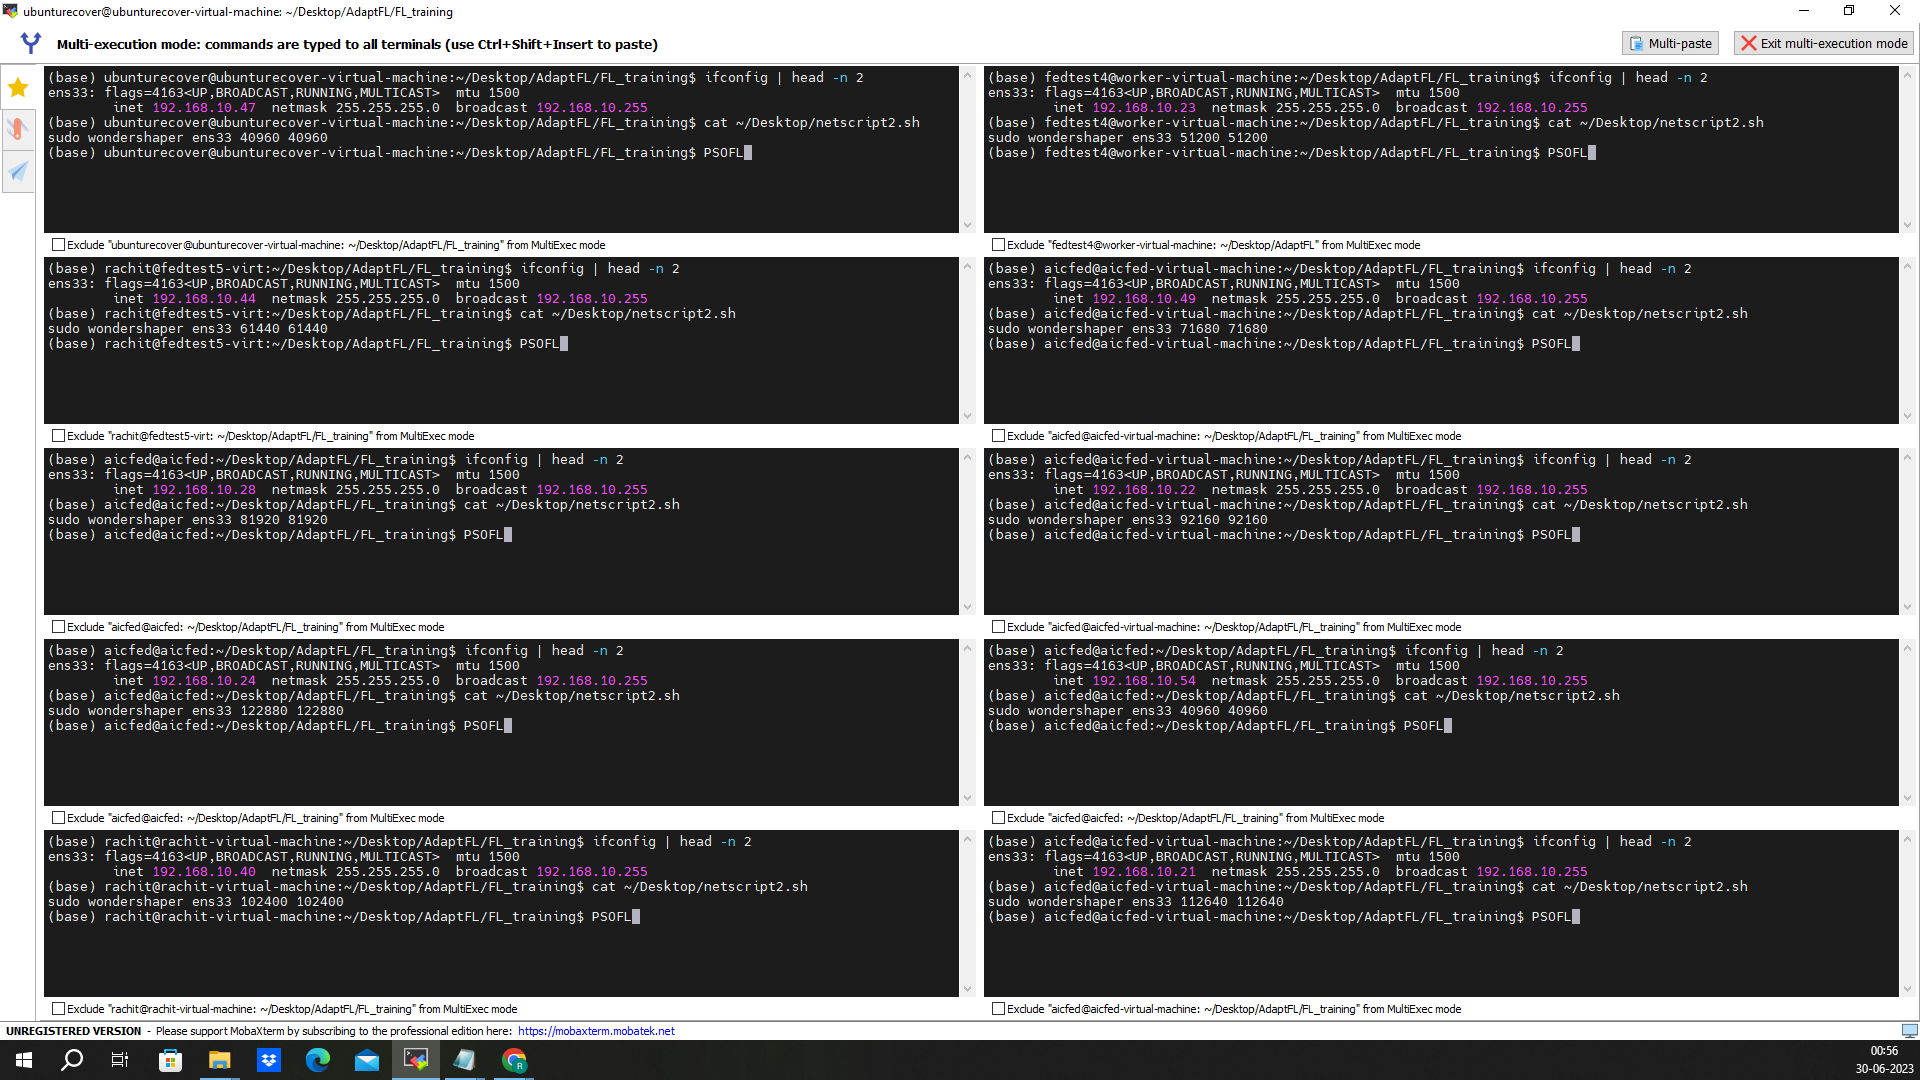 ubunturecover@ubunturecover-virtual-machine: ~/Desktop/AdaptFL/FL_training
Multi-execution mode: commands are typed to all terminals (use Ctrl+Shift+Insert to paste)
Multi-paste
Exit multi-execution mode
(base) ubunturecover@ubunturecover-virtual-machine:~/Desktop/AdaptFL/FL_training$ ifconfig | head -n 2
ens33: flags=4163<UP,BROADCAST,RUNNING,MULTICAST>  mtu 1500
inet 192.168.10.47  netmask 255.255.255.0  broadcast 192.168.10.255
(base) ubunturecover@ubunturecover-virtual-machine:~/Desktop/AdaptFL/FL_training$ cat ~/Desktop/netscript2.sh
sudo wondershaper ens33 40960 40960
(base) ubunturecover@ubunturecover-virtual-machine:~/Desktop/AdaptFL/FL_training$ PSOFL
Exclude "ubunturecover@ubunturecover-virtual-machine: ~/Desktop/AdaptFL/FL_training" from MultiExec mode
(base) fedtest4@worker-virtual-machine:~/Desktop/AdaptFL/FL_training$ ifconfig | head -n 2
ens33: flags=4163<UP,BROADCAST,RUNNING,MULTICAST>  mtu 1500
inet 192.168.10.23  netmask 255.255.255.0  broadcast 192.168.10.255
(base) fedtest4@worker-virtual-machine:~/Desktop/AdaptFL/FL_training$ cat ~/Desktop/netscript2.sh
sudo wondershaper ens33 51200 51200
(base) fedtest4@worker-virtual-machine:~/Desktop/AdaptFL/FL_training$ PSOFL
Exclude "fedtest4@worker-virtual-machine: ~/Desktop/AdaptFL" from MultiExec mode
(base) rachit@fedtest5-virt:~/Desktop/AdaptFL/FL_training$ ifconfig | head -n 2
ens33: flags=4163<UP,BROADCAST,RUNNING,MULTICAST>  mtu 1500
inet 192.168.10.44  netmask 255.255.255.0  broadcast 192.168.10.255
(base) rachit@fedtest5-virt:~/Desktop/AdaptFL/FL_training$ cat ~/Desktop/netscript2.sh
sudo wondershaper ens33 61440 61440
(base) rachit@fedtest5-virt:~/Desktop/AdaptFL/FL_training$ PSOFL
Exclude "rachit@fedtest5-virt: ~/Desktop/AdaptFL/FL_training" from MultiExec mode
(base) aicfed@aicfed-virtual-machine:~/Desktop/AdaptFL/FL_training$ ifconfig | head -n 2
ens33: flags=4163<UP,BROADCAST,RUNNING,MULTICAST>  mtu 1500
inet 192.168.10.49  netmask 255.255.255.0  broadcast 192.168.10.255
(base) aicfed@aicfed-virtual-machine:~/Desktop/AdaptFL/FL_training$ cat ~/Desktop/netscript2.sh
sudo wondershaper ens33 71680 71680
(base) aicfed@aicfed-virtual-machine:~/Desktop/AdaptFL/FL_training$ PSOFL
Exclude "aicfed@aicfed-virtual-machine: ~/Desktop/AdaptFL/FL_training" from MultiExec mode
(base) aicfed@aicfed:~/Desktop/AdaptFL/FL_training$ ifconfig | head -n 2
ens33: flags=4163<UP,BROADCAST,RUNNING,MULTICAST>  mtu 1500
inet 192.168.10.28  netmask 255.255.255.0  broadcast 192.168.10.255
(base) aicfed@aicfed:~/Desktop/AdaptFL/FL_training$ cat ~/Desktop/netscript2.sh
sudo wondershaper ens33 81920 81920
(base) aicfed@aicfed:~/Desktop/AdaptFL/FL_training$ PSOFL
Exclude "aicfed@aicfed: ~/Desktop/AdaptFL/FL_training" from MultiExec mode
(base) aicfed@aicfed-virtual-machine:~/Desktop/AdaptFL/FL_training$ ifconfig | head -n 2
ens33: flags=4163<UP,BROADCAST,RUNNING,MULTICAST>  mtu 1500
inet 192.168.10.22  netmask 255.255.255.0  broadcast 192.168.10.255
(base) aicfed@aicfed-virtual-machine:~/Desktop/AdaptFL/FL_training$ cat ~/Desktop/netscript2.sh
sudo wondershaper ens33 92160 92160
(base) aicfed@aicfed-virtual-machine:~/Desktop/AdaptFL/FL_training$ PSOFL
Exclude "aicfed@aicfed-virtual-machine: ~/Desktop/AdaptFL/FL_training" from MultiExec mode
(base) aicfed@aicfed:~/Desktop/AdaptFL/FL_training$ ifconfig | head -n 2
ens33: flags=4163<UP,BROADCAST,RUNNING,MULTICAST>  mtu 1500
inet 192.168.10.24  netmask 255.255.255.0  broadcast 192.168.10.255
(base) aicfed@aicfed:~/Desktop/AdaptFL/FL_training$ cat ~/Desktop/netscript2.sh
sudo wondershaper ens33 122880 122880
(base) aicfed@aicfed:~/Desktop/AdaptFL/FL_training$ PSOFL
Exclude "aicfed@aicfed: ~/Desktop/AdaptFL/FL_training" from MultiExec mode
(base) aicfed@aicfed:~/Desktop/AdaptFL/FL_training$ ifconfig | head -n 2
ens33: flags=4163<UP,BROADCAST,RUNNING,MULTICAST>  mtu 1500
inet 192.168.10.54  netmask 255.255.255.0  broadcast 192.168.10.255
(base) aicfed@aicfed:~/Desktop/AdaptFL/FL_training$ cat ~/Desktop/netscript2.sh
sudo wondershaper ens33 40960 40960
(base) aicfed@aicfed:~/Desktop/AdaptFL/FL_training$ PSOFL
Exclude "aicfed@aicfed: ~/Desktop/AdaptFL/FL_training" from MultiExec mode
(base) rachit@rachit-virtual-machine:~/Desktop/AdaptFL/FL_training$ ifconfig | head -n 2
ens33: flags=4163<UP,BROADCAST,RUNNING,MULTICAST>  mtu 1500
inet 192.168.10.40  netmask 255.255.255.0  broadcast 192.168.10.255
(base) rachit@rachit-virtual-machine:~/Desktop/AdaptFL/FL_training$ cat ~/Desktop/netscript2.sh
sudo wondershaper ens33 102400 102400
(base) rachit@rachit-virtual-machine:~/Desktop/AdaptFL/FL_training$ PSOFL
Exclude "rachit@rachit-virtual-machine: ~/Desktop/AdaptFL/FL_training" from MultiExec mode
(base) aicfed@aicfed-virtual-machine:~/Desktop/AdaptFL/FL_training$ ifconfig | head -n 2
ens33: flags=4163<UP,BROADCAST,RUNNING,MULTICAST>  mtu 1500
inet 192.168.10.21  netmask 255.255.255.0  broadcast 192.168.10.255
(base) aicfed@aicfed-virtual-machine:~/Desktop/AdaptFL/FL_training$ cat ~/Desktop/netscript2.sh
sudo wondershaper ens33 112640 112640
(base) aicfed@aicfed-virtual-machine:~/Desktop/AdaptFL/FL_training$ PSOFL
Exclude "aicfed@aicfed-virtual-machine: ~/Desktop/AdaptFL/FL_training" from MultiExec mode
UNREGISTERED VERSION - Please support MobaXterm by subscribing to the professional edition here: https://mobaxterm.mobatek.net
R
00:56
30-06-2023